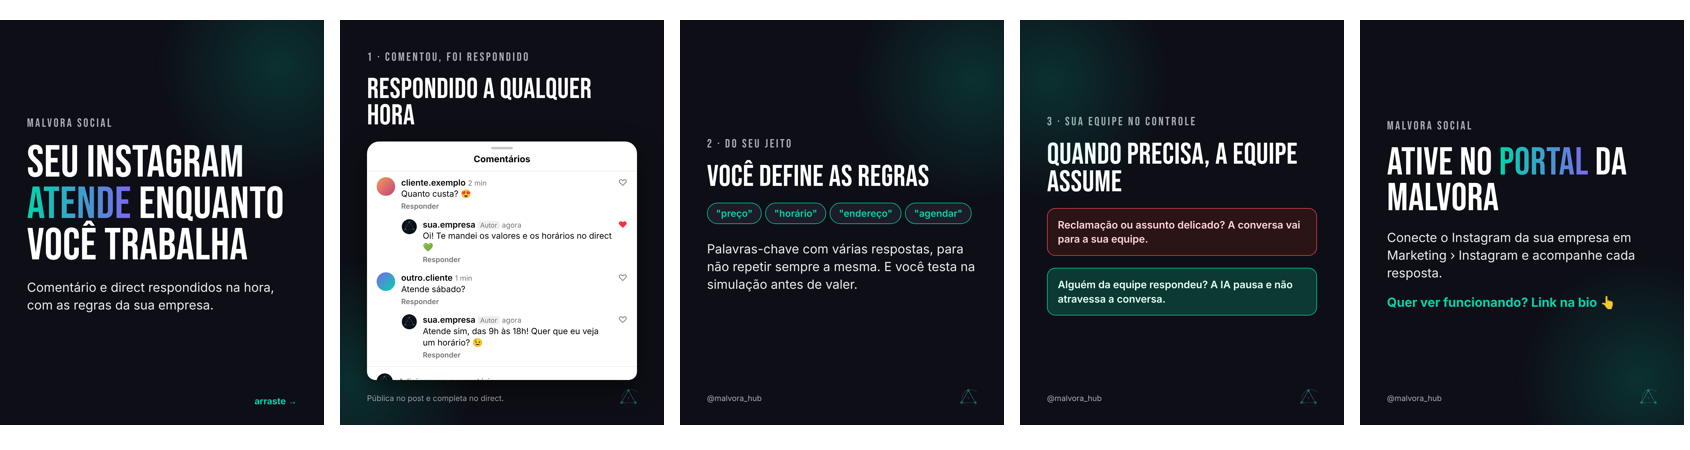 MALVORA SOCIAL
SEU INSTAGRAM
ATENDE ENQUANTO
VOCÊ TRABALHA
Comentário e direct respondidos na hora,
com as regras da sua empresa.
arraste →
1 · COMENTOU, FOI RESPONDIDO
RESPONDIDO A QUALQUER
HORA
Comentários
cliente.exemplo 2 min
Quanto custa? 😍
Responder
sua.empresa Autor agora
Oi! Te mandei os valores e os horários no direct
💚
Responder
outro.cliente 1 min
Atende sábado?
Responder
sua.empresa Autor agora
Atende sim, das 9h às 18h! Quer que eu veja
um horário? 😉
Responder
Pública no post e completa no direct.
2 · DO SEU JEITO
VOCÊ DEFINE AS REGRAS
"preço" "horário" "endereço" "agendar"
Palavras-chave com várias respostas, para
não repetir sempre a mesma. E você testa na
simulação antes de valer.
@malvora_hub
3 · SUA EQUIPE NO CONTROLE
QUANDO PRECISA, A EQUIPE
ASSUME
Reclamação ou assunto delicado? A conversa vai
para a sua equipe.
Alguém da equipe respondeu? A IA pausa e não
atravessa a conversa.
@malvora_hub
MALVORA SOCIAL
ATIVE NO PORTAL DA
MALVORA
Conecte o Instagram da sua empresa em
Marketing › Instagram e acompanhe cada
resposta.
Quer ver funcionando? Link na bio 👆
@malvora_hub